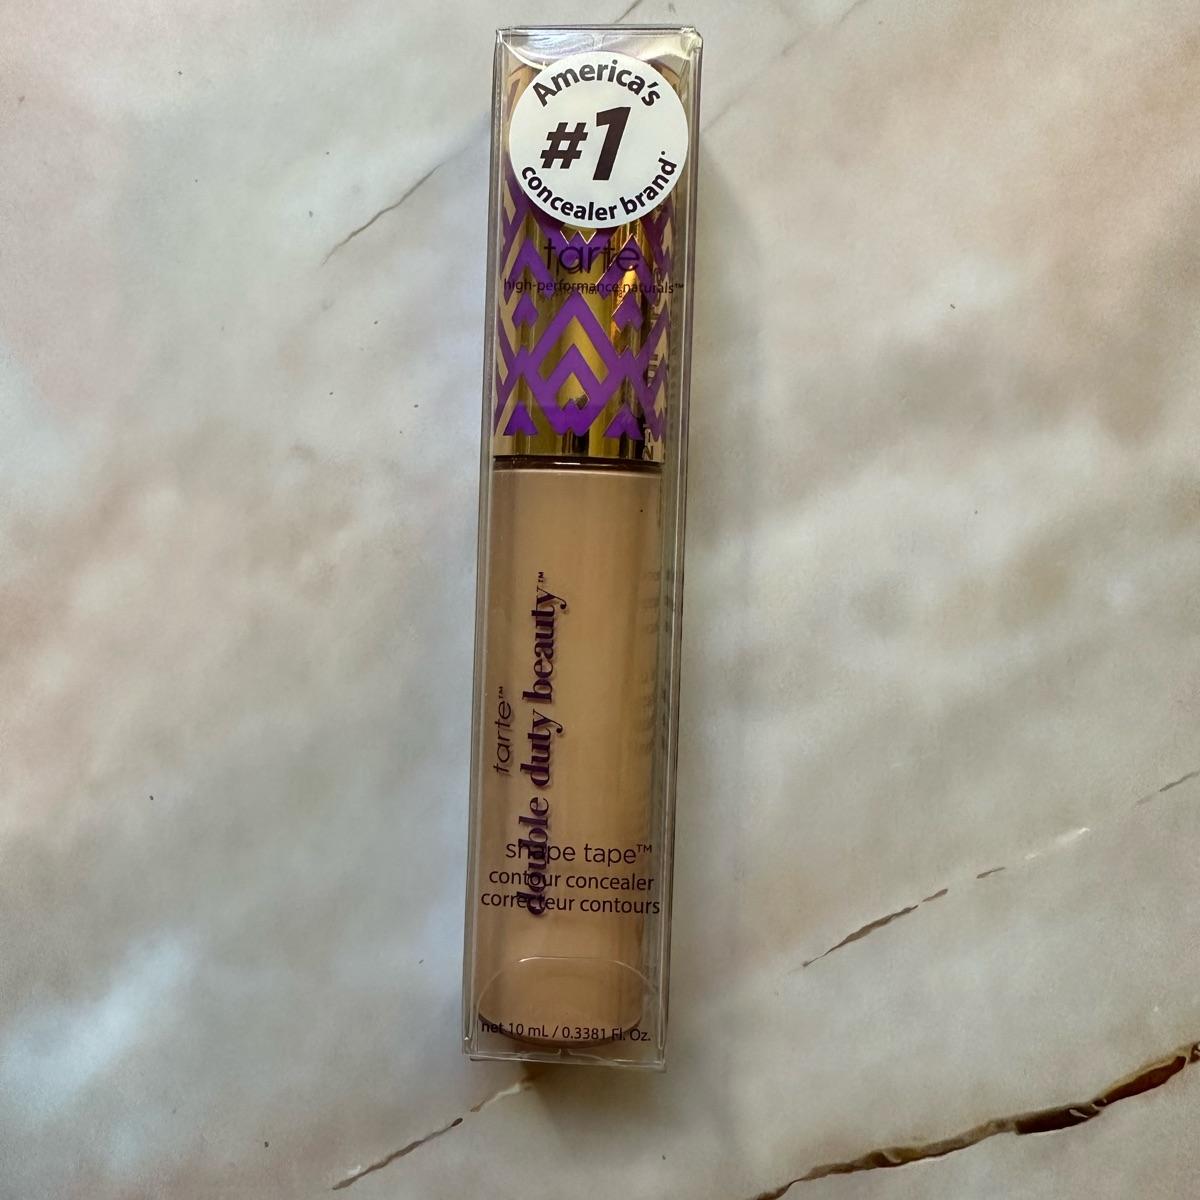 America's
#1
concealer brand*
tarte
high-performance naturals™
tarte™
double duty beauty™
shape tape™
contour concealer
correcteur contours
net 10 mL / 0.3381 Fl. Oz.